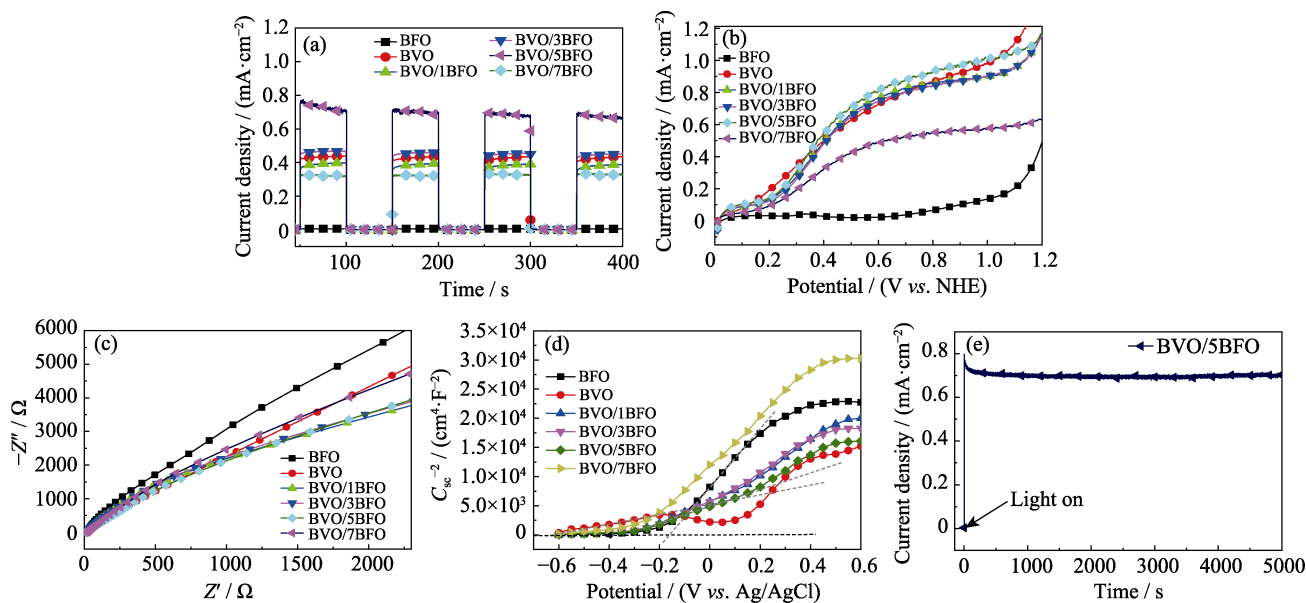 (a)
BFO
BVO
BVO/1BFO
BVO/3BFO
BVO/5BFO
BVO/7BFO
1.2
1.0
0.8
0.6
0.4
0.2
0
100
200
300
400
Current density / (mA·cm⁻²)
Time / s
(b)
BFO
BVO
BVO/1BFO
BVO/3BFO
BVO/5BFO
BVO/7BFO
1.2
1.0
0.8
0.6
0.4
0.2
0
0
0.2
0.4
0.6
0.8
1.0
1.2
Current density / (mA·cm⁻²)
Potential / (V vs. NHE)
(c)
6000
5000
4000
3000
2000
1000
0
0
500
1000
1500
2000
−Z″ / Ω
Z′ / Ω
BFO
BVO
BVO/1BFO
BVO/3BFO
BVO/5BFO
BVO/7BFO
(d)
3.5×10⁴
3.0×10⁴
2.5×10⁴
2.0×10⁴
1.5×10⁴
1.0×10⁴
5.0×10³
0
−0.6
−0.4
−0.2
0
0.2
0.4
0.6
C_sc⁻² / (cm⁴·F⁻²)
Potential / (V vs. Ag/AgCl)
BFO
BVO
BVO/1BFO
BVO/3BFO
BVO/5BFO
BVO/7BFO
(e)
BVO/5BFO
0.8
0.6
0.4
0.2
0
0
1000
2000
3000
4000
5000
Light on
Current density / (mA·cm⁻²)
Time / s